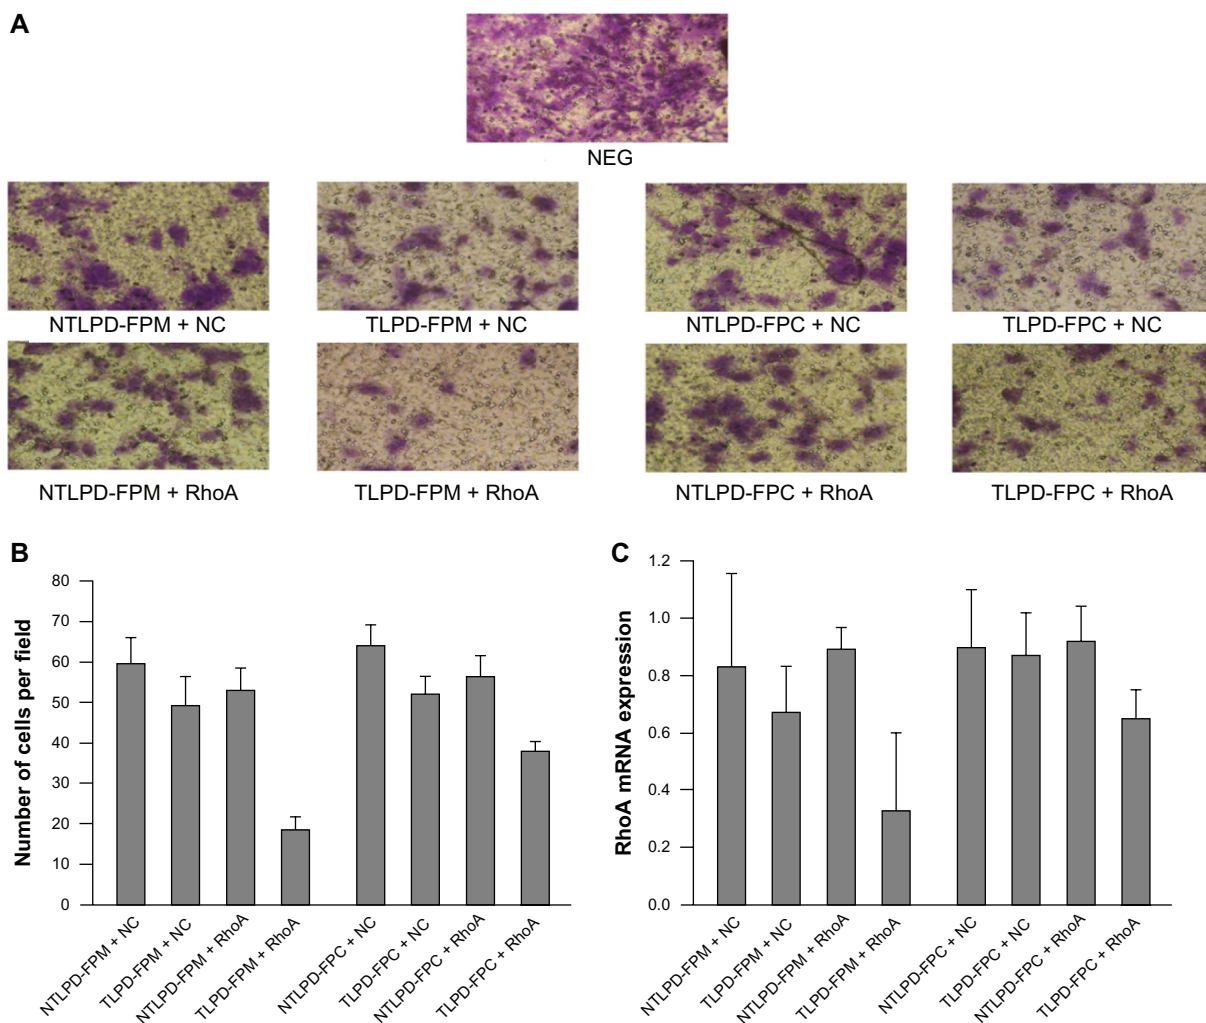 A
NEG
NTLPD-FPM + NC
TLPD-FPM + NC
NTLPD-FPC + NC
TLPD-FPC + NC
NTLPD-FPM + RhoA
TLPD-FPM + RhoA
NTLPD-FPC + RhoA
TLPD-FPC + RhoA
B
Number of cells per field
80
70
60
50
40
30
20
10
0
NTLPD-FPM + NC
TLPD-FPM + NC
NTLPD-FPM + RhoA
TLPD-FPM + RhoA
NTLPD-FPC + NC
TLPD-FPC + NC
NTLPD-FPC + RhoA
TLPD-FPC + RhoA
C
RhoA mRNA expression
1.2
1.0
0.8
0.6
0.4
0.2
0.0
NTLPD-FPM + NC
TLPD-FPM + NC
NTLPD-FPM + RhoA
TLPD-FPM + RhoA
NTLPD-FPC + NC
TLPD-FPC + NC
NTLPD-FPC + RhoA
TLPD-FPC + RhoA